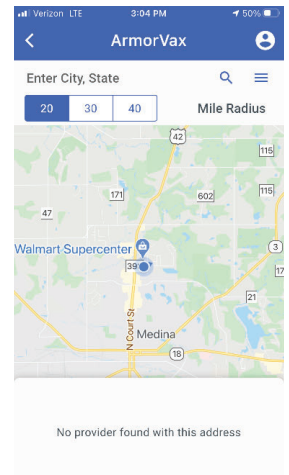 Verizon LTE 3:04 PM 50%
ArmorVax
Enter City, State
20 30 40 Mile Radius
42
115
171
602
115
47
Walmart Supercenter
3
39
17
21
N Court St
Medina
18
No provider found with this address